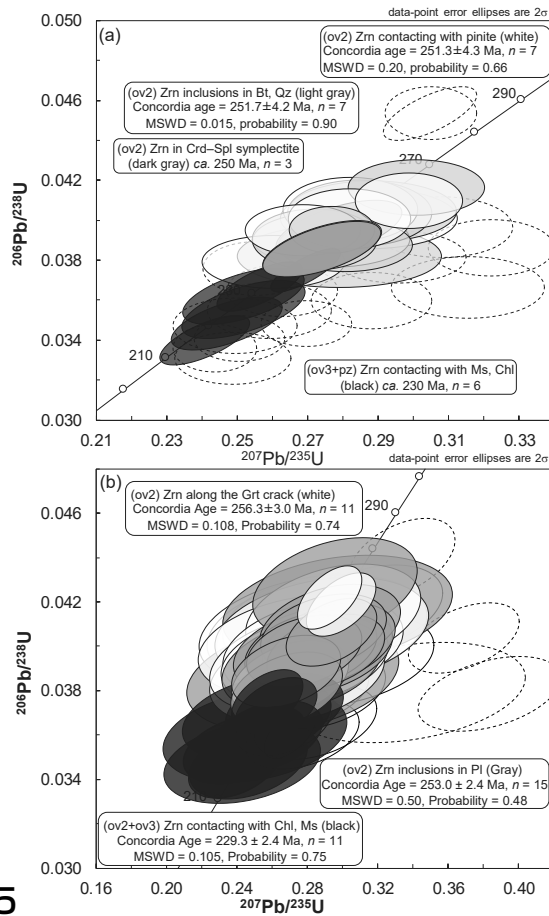 data-point error ellipses are 2σ
0.050
(a)
(ov2) Zrn contacting with pinite (white)
Concordia age = 251.3±4.3 Ma, n = 7
MSWD = 0.20, probability = 0.66
290
(ov2) Zrn inclusions in Bt, Qz (light gray)
Concordia age = 251.7±4.2 Ma, n = 7
MSWD = 0.015, probability = 0.90
0.046
(ov2) Zrn in Crd–Spl symplectite
(dark gray) ca. 250 Ma, n = 3
270
0.042
206Pb/238U
0.038
0.034
210
(ov3+pz) Zrn contacting with Ms, Chl
(black) ca. 230 Ma, n = 6
0.030
0.21 0.23 0.25 0.27 0.29 0.31 0.33
207Pb/235U
data-point error ellipses are 2σ
(b)
(ov2) Zrn along the Grt crack (white)
Concordia Age = 256.3±3.0 Ma, n = 11
MSWD = 0.108, Probability = 0.74
290
0.046
0.042
206Pb/238U
0.038
0.034
(ov2) Zrn inclusions in Pl (Gray)
Concordia Age = 253.0 ± 2.4 Ma, n = 15
MSWD = 0.50, Probability = 0.48
(ov2+ov3) Zrn contacting with Chl, Ms (black)
Concordia Age = 229.3 ± 2.4 Ma, n = 11
MSWD = 0.105, Probability = 0.75
0.030
0.16 0.20 0.24 0.28 0.32 0.36 0.40
207Pb/235U